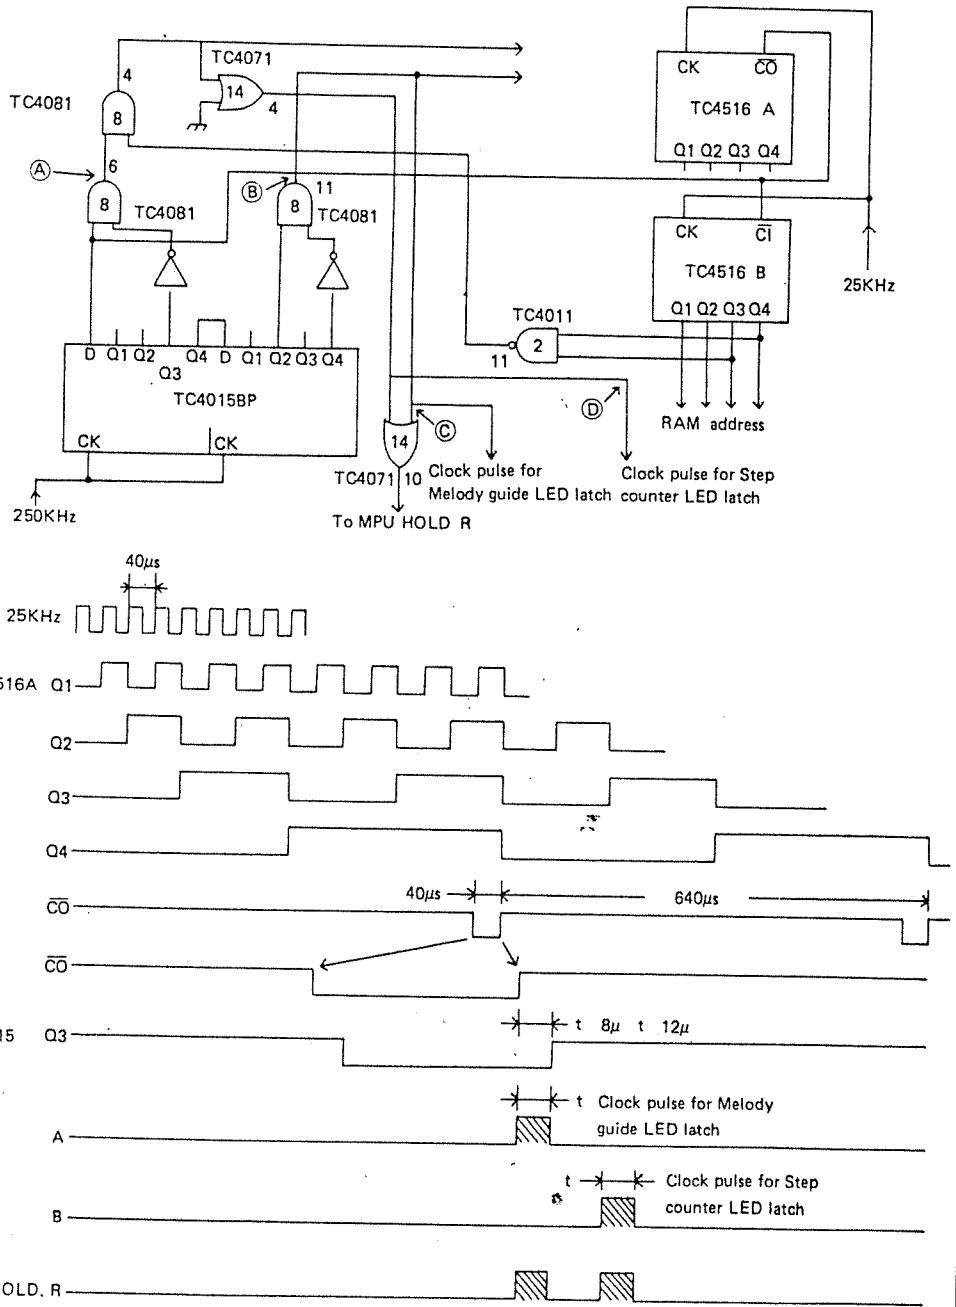 TC4071
4
14
4
TC4081
8
CK
C̅O̅
TC4516 A
Q1 Q2 Q3 Q4
A
6
B
11
8
TC4081
8
TC4081
CK
C̅I̅
TC4516 B
25KHz
Q1 Q2 Q3 Q4
TC4011
2
11
D Q1 Q2 Q3 Q4 D Q1 Q2 Q3 Q4
TC4015BP
CK
CK
250KHz
D
RAM address
C
14
TC4071 10
Clock pulse for
Melody guide LED latch
Clock pulse for Step
counter LED latch
To MPU HOLD R
40µs
25KHz
516A Q1
Q2
Q3
Q4
40µs
640µs
C̅O̅
C̅O̅
15 Q3
t 8µ t 12µ
t Clock pulse for Melody
guide LED latch
A
t
Clock pulse for Step
counter LED latch
B
OLD. R